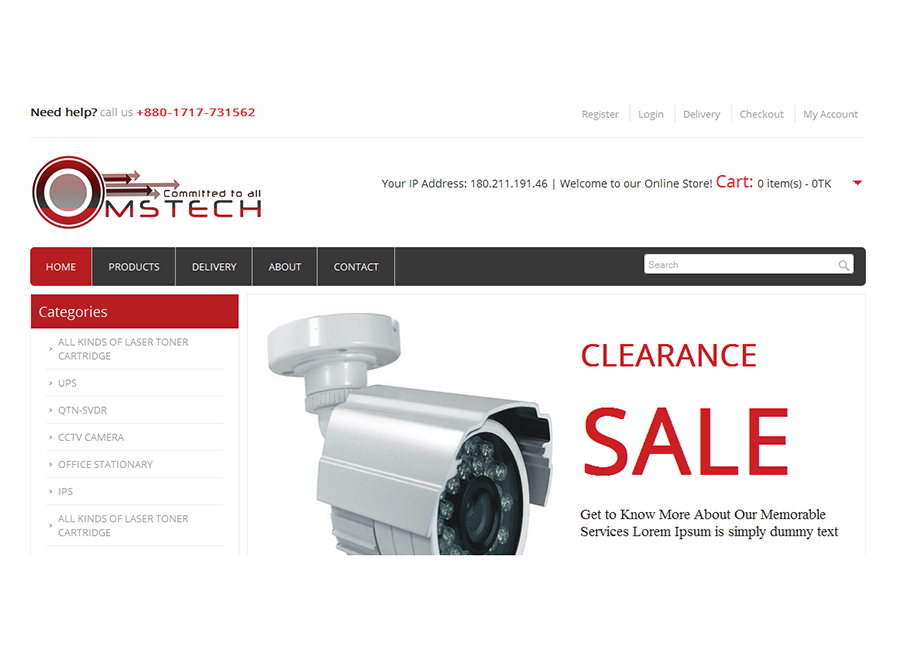 Need help? call us +880-1717-731562
Register
Login
Delivery
Checkout
My Account
Committed to all
OMSTECH
Your IP Address: 180.211.191.46 | Welcome to our Online Store! Cart: 0 item(s) - 0TK
HOME
PRODUCTS
DELIVERY
ABOUT
CONTACT
Search
Categories
ALL KINDS OF LASER TONER
CARTRIDGE
UPS
QTN-SVDR
CCTV CAMERA
OFFICE STATIONARY
IPS
ALL KINDS OF LASER TONER
CARTRIDGE
CLEARANCE
SALE
Get to Know More About Our Memorable
Services Lorem Ipsum is simply dummy text